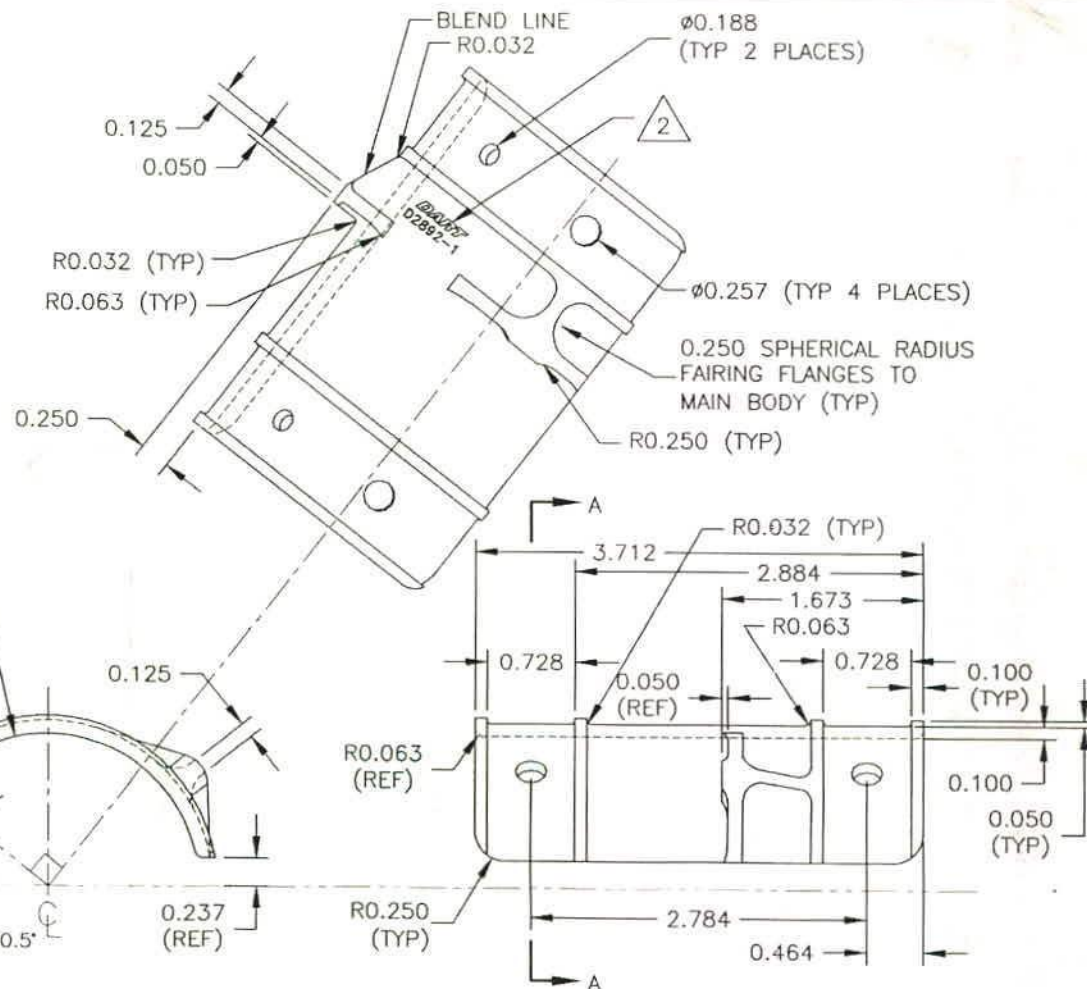 BLEND LINE
R0.032
ø0.188
(TYP 2 PLACES)
2
0.125
0.050
DART
D2892-1
R0.032 (TYP)
R0.063 (TYP)
ø0.257 (TYP 4 PLACES)
0.250 SPHERICAL RADIUS
FAIRING FLANGES TO
MAIN BODY (TYP)
0.250
R0.250 (TYP)
A
R0.032 (TYP)
3.712
2.884
1.673
R0.063
0.125
0.728
0.050
(REF)
0.728
0.100
(TYP)
R0.063
(REF)
0.100
0.050
(TYP)
0.237
(REF)
R0.250
(TYP)
2.784
0.464
CL
0.5°
A